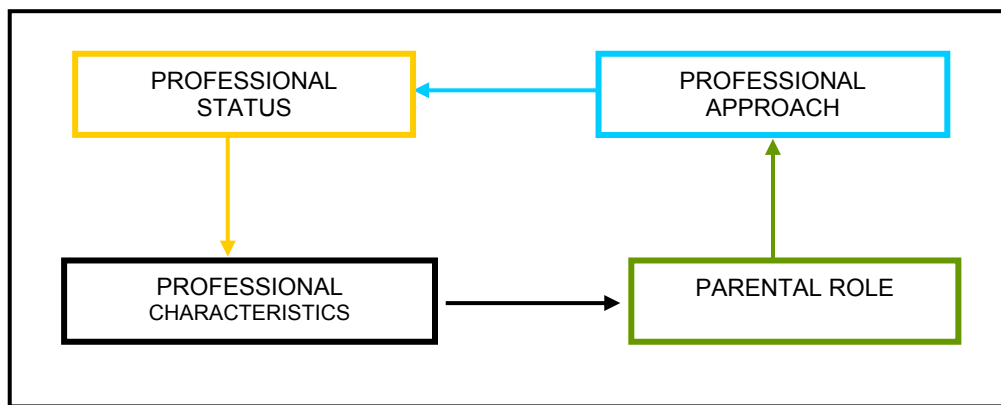 PROFESSIONAL
STATUS
PROFESSIONAL
APPROACH
PROFESSIONAL
CHARACTERISTICS
PARENTAL ROLE